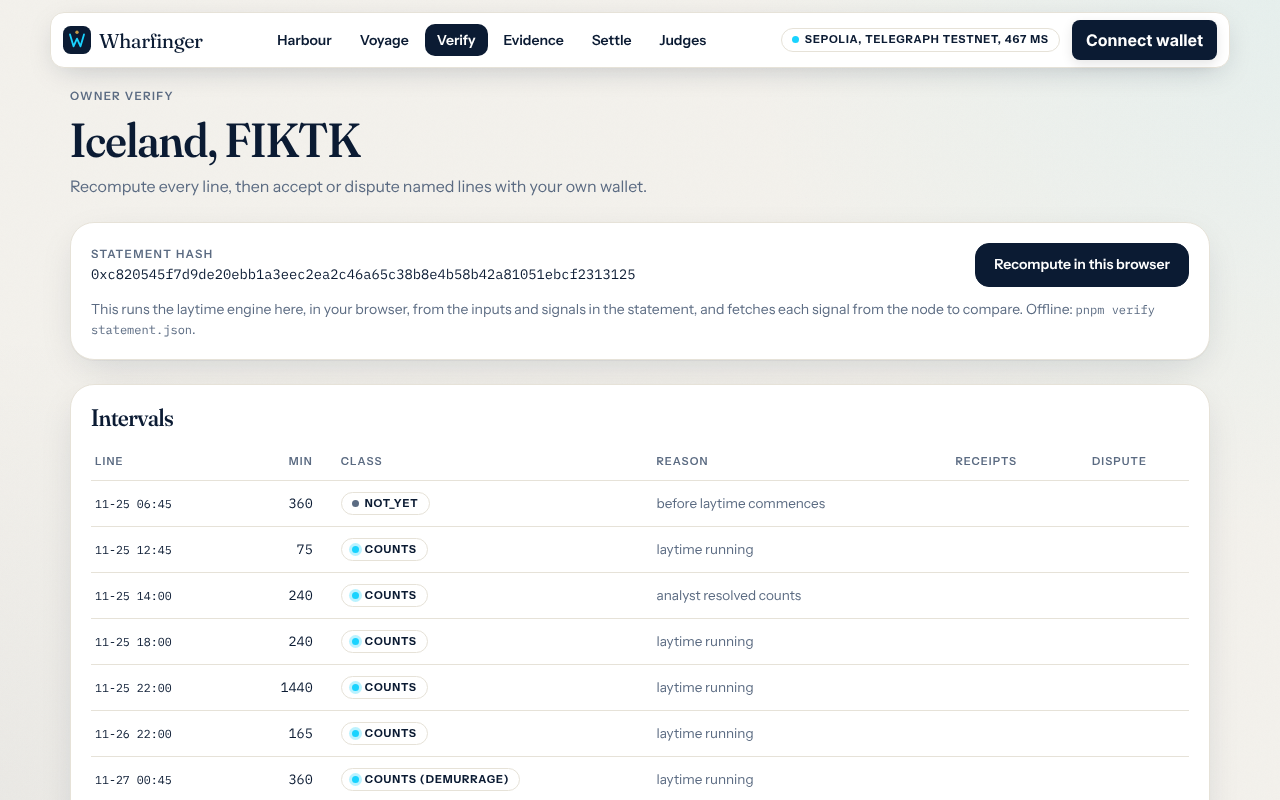 Wharfinger
Harbour Voyage Verify Evidence Settle Judges
SEPOLIA, TELEGRAPH TESTNET, 467 MS
Connect wallet
OWNER VERIFY
Iceland, FIKTK
Recompute every line, then accept or dispute named lines with your own wallet.
STATEMENT HASH
0xc820545f7d9de20ebb1a3eec2ea2c46a65c38b8e4b58b42a81051ebcf2313125
Recompute in this browser
This runs the laytime engine here, in your browser, from the inputs and signals in the statement, and fetches each signal from the node to compare. Offline: pnpm verify
statement.json.
Intervals
LINE MIN CLASS REASON RECEIPTS DISPUTE
11-25 06:45 360 NOT_YET before laytime commences
11-25 12:45 75 COUNTS laytime running
11-25 14:00 240 COUNTS analyst resolved counts
11-25 18:00 240 COUNTS laytime running
11-25 22:00 1440 COUNTS laytime running
11-26 22:00 165 COUNTS laytime running
11-27 00:45 360 COUNTS (DEMURRAGE) laytime running